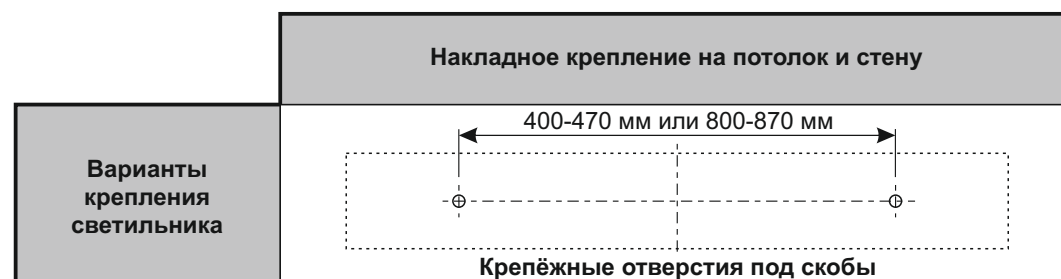 Накладное крепление на потолок и стену
400-470 мм или 800-870 мм
Варианты
крепления
светильника
Крепёжные отверстия под скобы